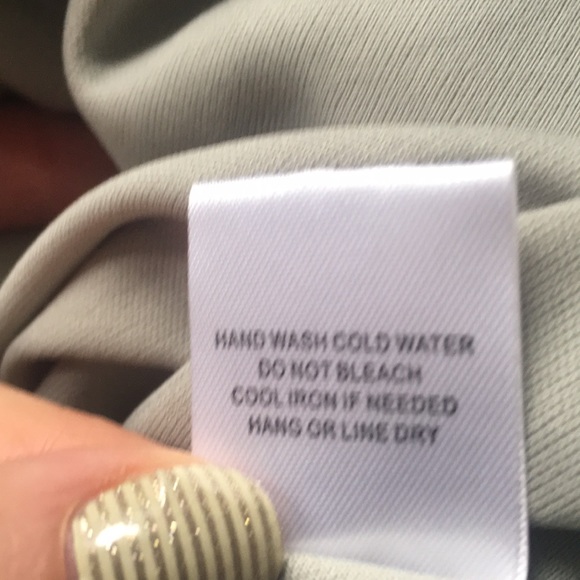 HAND WASH COLD WATER
DO NOT BLEACH
COOL IRON IF NEEDED
HANG OR LINE DRY